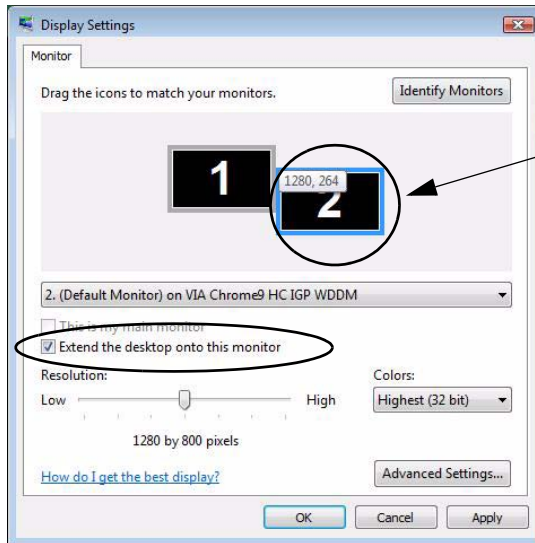 Display Settings
Monitor
Drag the icons to match your monitors.
Identify Monitors
1
1280, 264
2
2. (Default Monitor) on VIA Chrome9 HC IGP WDDM
This is my main monitor
Extend the desktop onto this monitor
Resolution:
Colors:
Low
High
Highest (32 bit)
1280 by 800 pixels
How do I get the best display?
Advanced Settings...
OK
Cancel
Apply